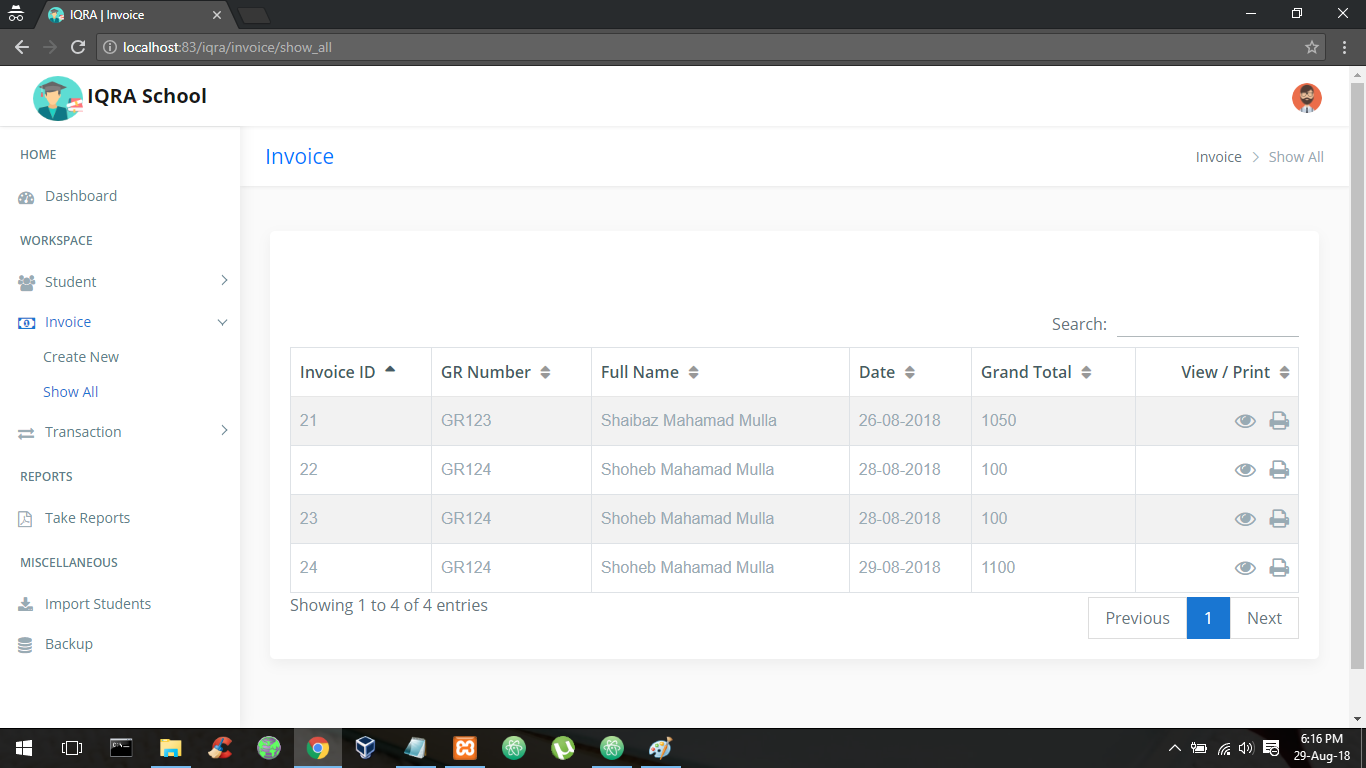 IQRA | Invoice
localhost:83/iqra/invoice/show_all
IQRA School
HOME
Dashboard
WORKSPACE
Student
Invoice
Create New
Show All
Transaction
REPORTS
Take Reports
MISCELLANEOUS
Import Students
Backup
Invoice
Invoice > Show All
Search:
Invoice ID GR Number Full Name Date Grand Total View / Print
21 GR123 Shaibaz Mahamad Mulla 26-08-2018 1050
22 GR124 Shoheb Mahamad Mulla 28-08-2018 100
23 GR124 Shoheb Mahamad Mulla 28-08-2018 100
24 GR124 Shoheb Mahamad Mulla 29-08-2018 1100
Showing 1 to 4 of 4 entries
Previous 1 Next
6:16 PM
29-Aug-18